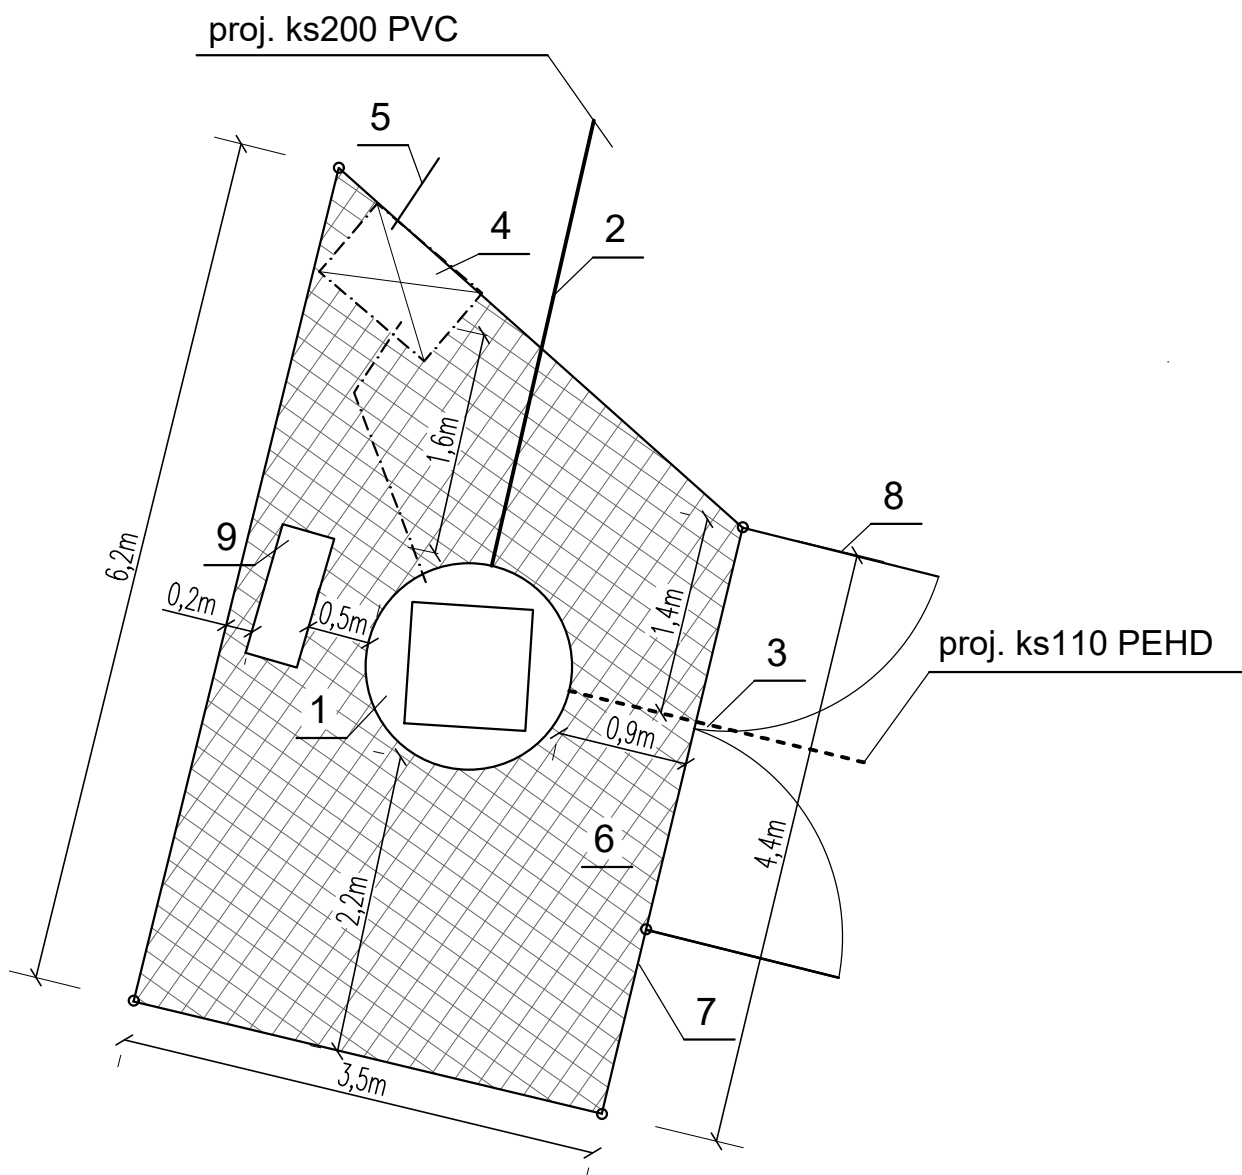 proj. ks200 PVC
5
4
2
1,6m
8
9
6,2m
0,2m
0,5m
1,4m
3
proj. ks110 PEHD
1
0,9m
6
4,4m
2,2m
7
3,5m